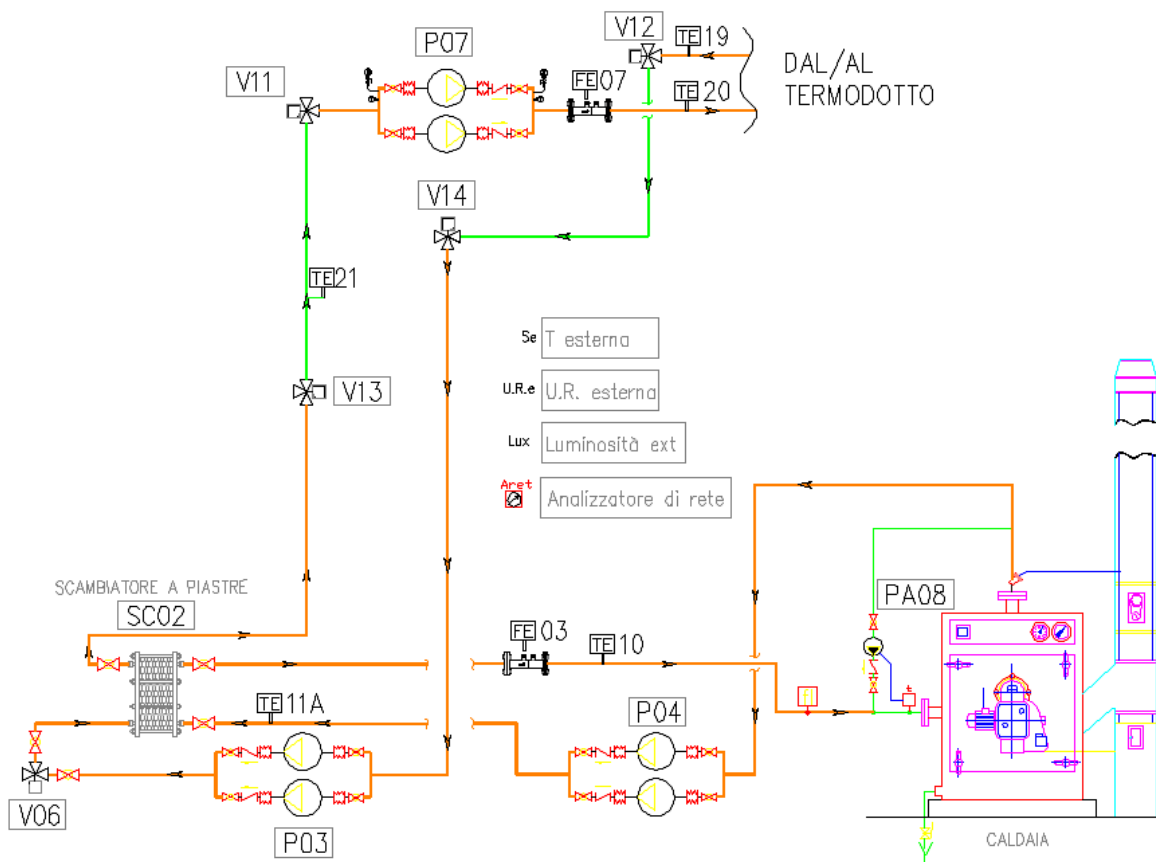 V12
TE 19
P07
DAL/AL
TERMODOTTO
V11
FE 07
TE 20
V14
TE 21
Se T esterna
V13
U.R.e U.R. esterna
Lux Luminosità ext
Aret
Analizzatore di rete
SCAMBIATORE A PIASTRE
SC02
PA08
FE 03
TE 10
TE 11A
P04
fl
t
V06
P03
CALDAIA